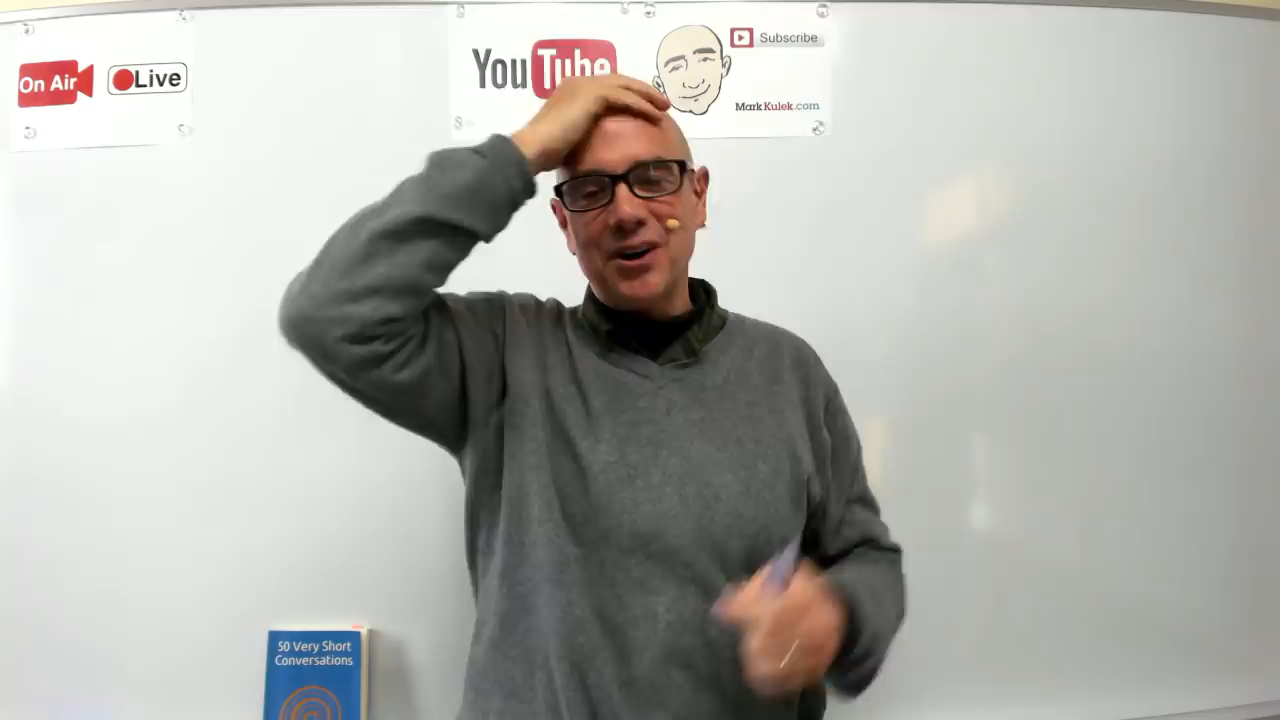 On Air
Live
YouTube
Subscribe
MarkKulek.com
50 Very Short
Conversations